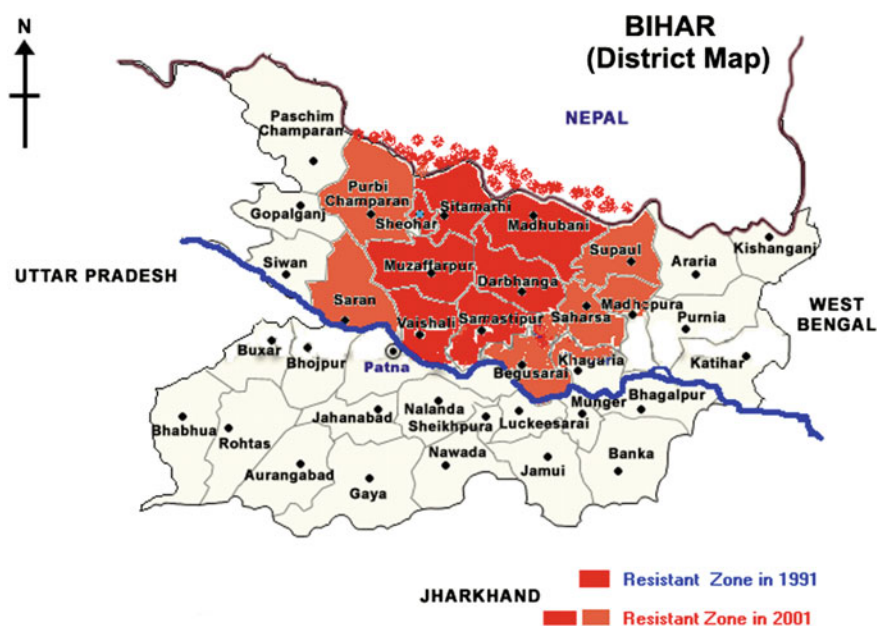 N
BIHAR
(District Map)
NEPAL
Paschim
Champaran
Purbi
Champaran
Gopalganj
Sheohar
Sitamarhi
Madhubani
Kishanganj
Supaul
Araria
Siwan
UTTAR PRADESH
Muzaffarpur
Darbhanga
Saran
Saharsa
Madhepura
WEST
BENGAL
Purnia
Vaishali
Samastipur
Buxar
Bhojpur
Patna
Begusarai
Khagaria
Katihar
Munger
Bhagalpur
Nalanda
Jahanabad
Sheikhpura
Luckeesarai
Bhabhua
Rohtas
Nawada
Banka
Aurangabad
Jamui
Gaya
JHARKHAND
Resistant Zone in 1991
Resistant Zone in 2001